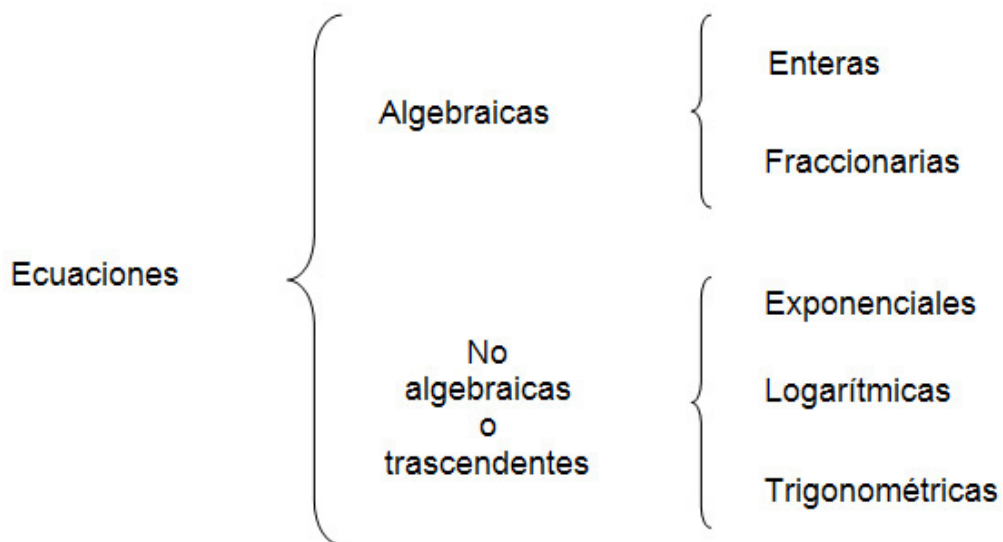 Ecuaciones
Algebraicas
Enteras
Fraccionarias
No
algebraicas
o
trascendentes
Exponenciales
Logarítmicas
Trigonométricas